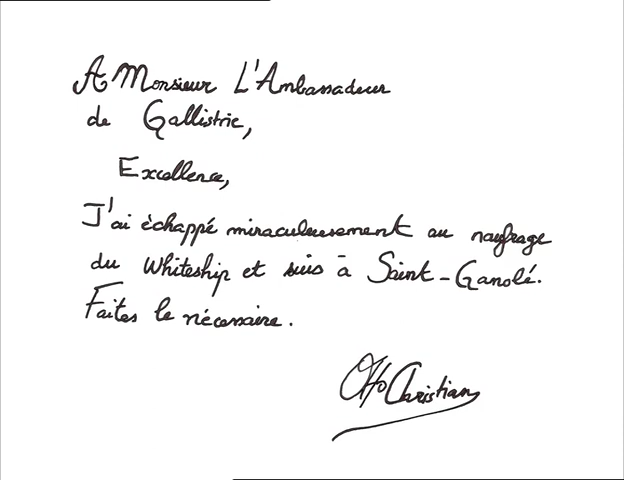 A Monsieur L'Ambassadeur
de Gallistrie,
Excellence,
J'ai échappé miraculeusement au naufrage
du Whiteship et suis à Saint-Ganolé.
Faites le nécessaire.
Otto Christian